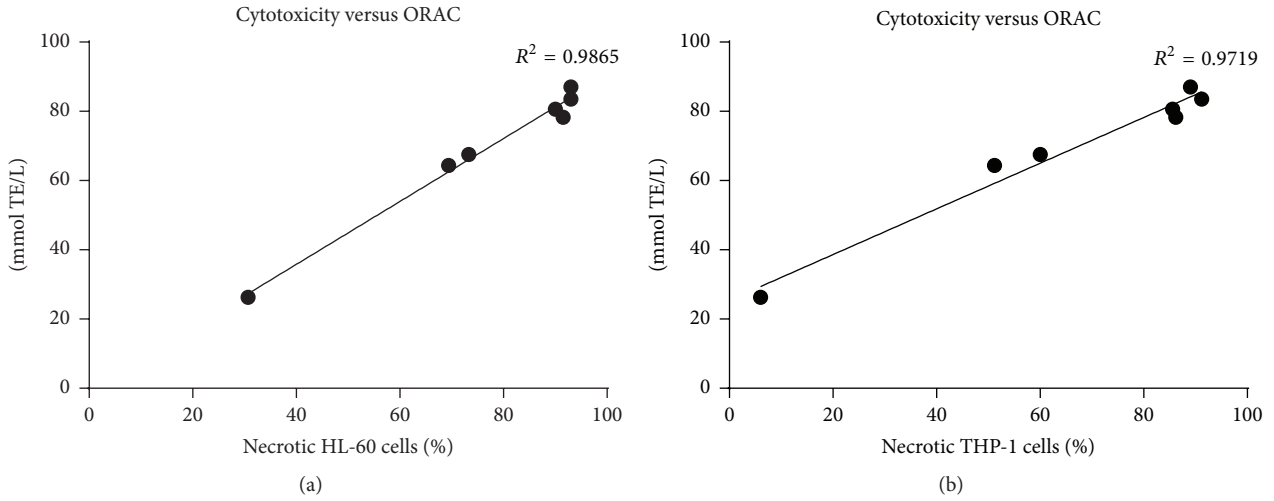 Cytotoxicity versus ORAC
R² = 0.9865
100
80
60
40
20
0
(mmol TE/L)
0 20 40 60 80 100
Necrotic HL-60 cells (%)
(a)
Cytotoxicity versus ORAC
R² = 0.9719
100
80
60
40
20
0
(mmol TE/L)
0 20 40 60 80 100
Necrotic THP-1 cells (%)
(b)